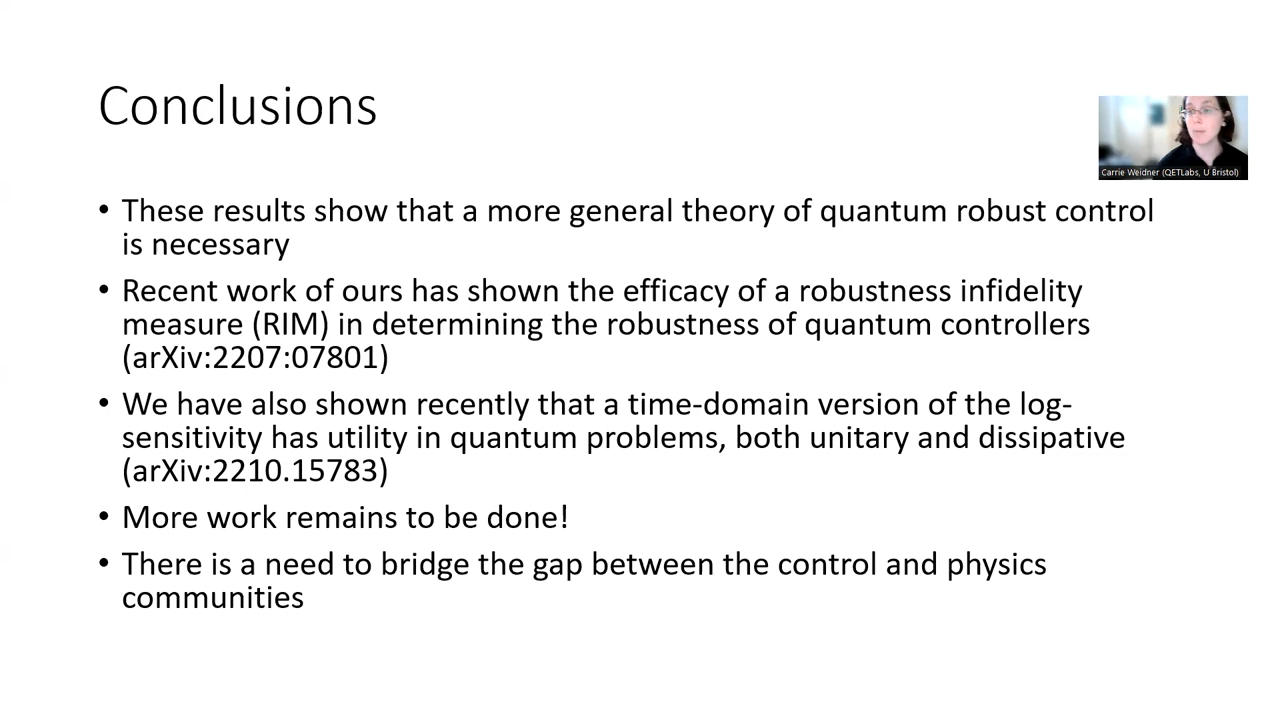 Conclusions
Carrie Weidner (QETLabs, U Bristol)
• These results show that a more general theory of quantum robust control
is necessary
• Recent work of ours has shown the efficacy of a robustness infidelity
measure (RIM) in determining the robustness of quantum controllers
(arXiv:2207:07801)
• We have also shown recently that a time-domain version of the log-
sensitivity has utility in quantum problems, both unitary and dissipative
(arXiv:2210.15783)
• More work remains to be done!
• There is a need to bridge the gap between the control and physics
communities